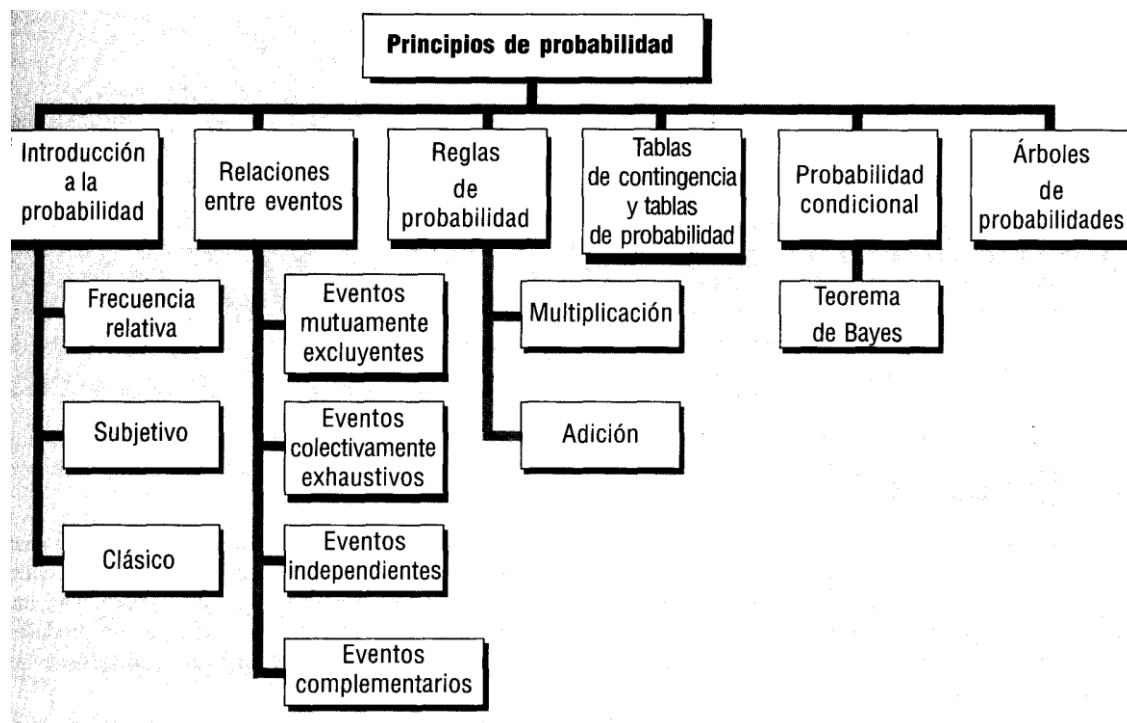 Principios de probabilidad
Introducción
a la
probabilidad
Relaciones
entre eventos
Reglas
de
probabilidad
Tablas
de contingencia
y tablas
de probabilidad
Probabilidad
condicional
Árboles
de
probabilidades
Frecuencia
relativa
Subjetivo
Clásico
Eventos
mutuamente
excluyentes
Eventos
colectivamente
exhaustivos
Eventos
independientes
Eventos
complementarios
Multiplicación
Adición
Teorema
de Bayes